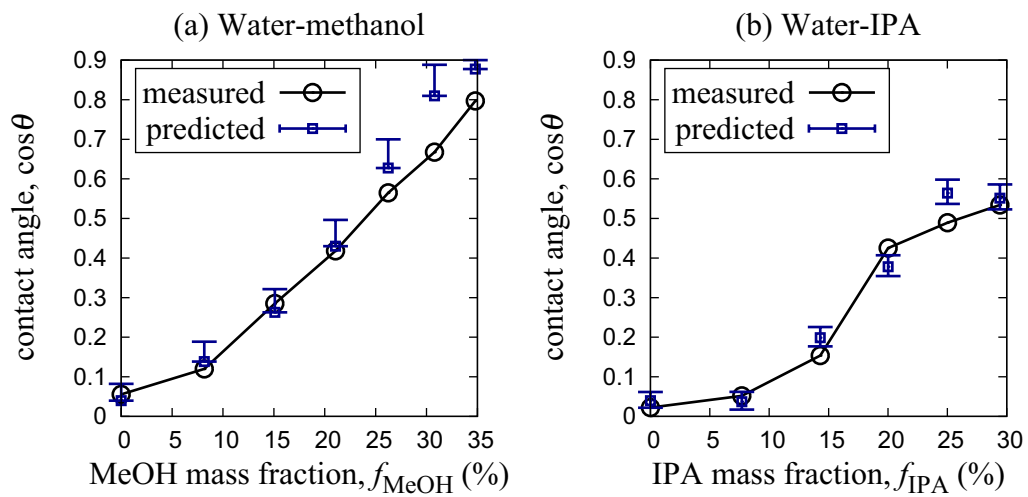 (a) Water-methanol
0.9
0.8
0.7
0.6
0.5
0.4
0.3
0.2
0.1
0
contact angle, cosθ
measured
predicted
0 5 10 15 20 25 30 35
MeOH mass fraction, fMeOH (%)
(b) Water-IPA
0.9
0.8
0.7
0.6
0.5
0.4
0.3
0.2
0.1
0
contact angle, cosθ
measured
predicted
0 5 10 15 20 25 30
IPA mass fraction, fIPA (%)